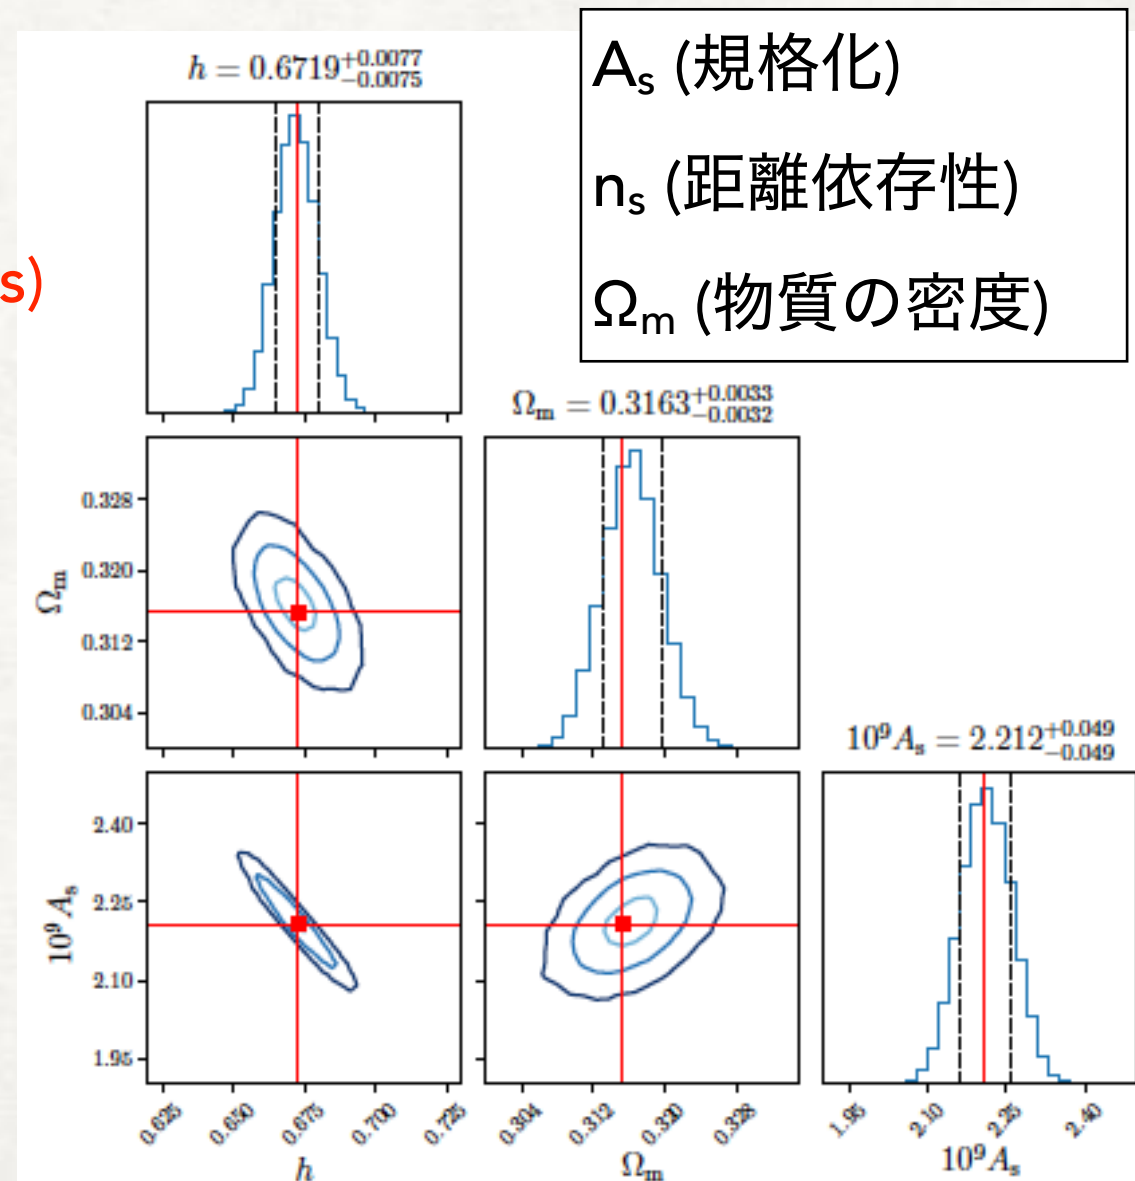 h = 0.6719^{+0.0077}_{-0.0075}
A_s (規格化)
n_s (距離依存性)
Ω_m (物質の密度)
s)
Ω_m = 0.3163^{+0.0033}_{-0.0032}
0.328
0.320
0.312
0.304
Ω_m
10^9 A_s = 2.212^{+0.049}_{-0.049}
2.40
2.25
2.10
1.95
10^9 A_s
0.625 0.650 0.675 0.700 0.725
0.304 0.312 0.320 0.328
1.95 2.10 2.25 2.40
h
Ω_m
10^9 A_s